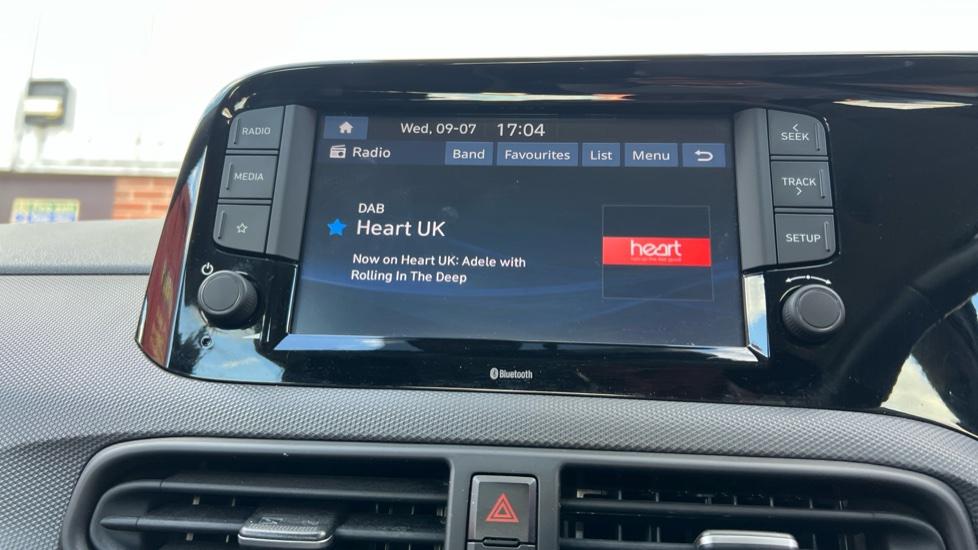 RADIO
MEDIA
Wed, 09-07 17:04
Radio Band Favourites List Menu
DAB
Heart UK
Now on Heart UK: Adele with
Rolling In The Deep
heart
SEEK
TRACK
SETUP
Bluetooth